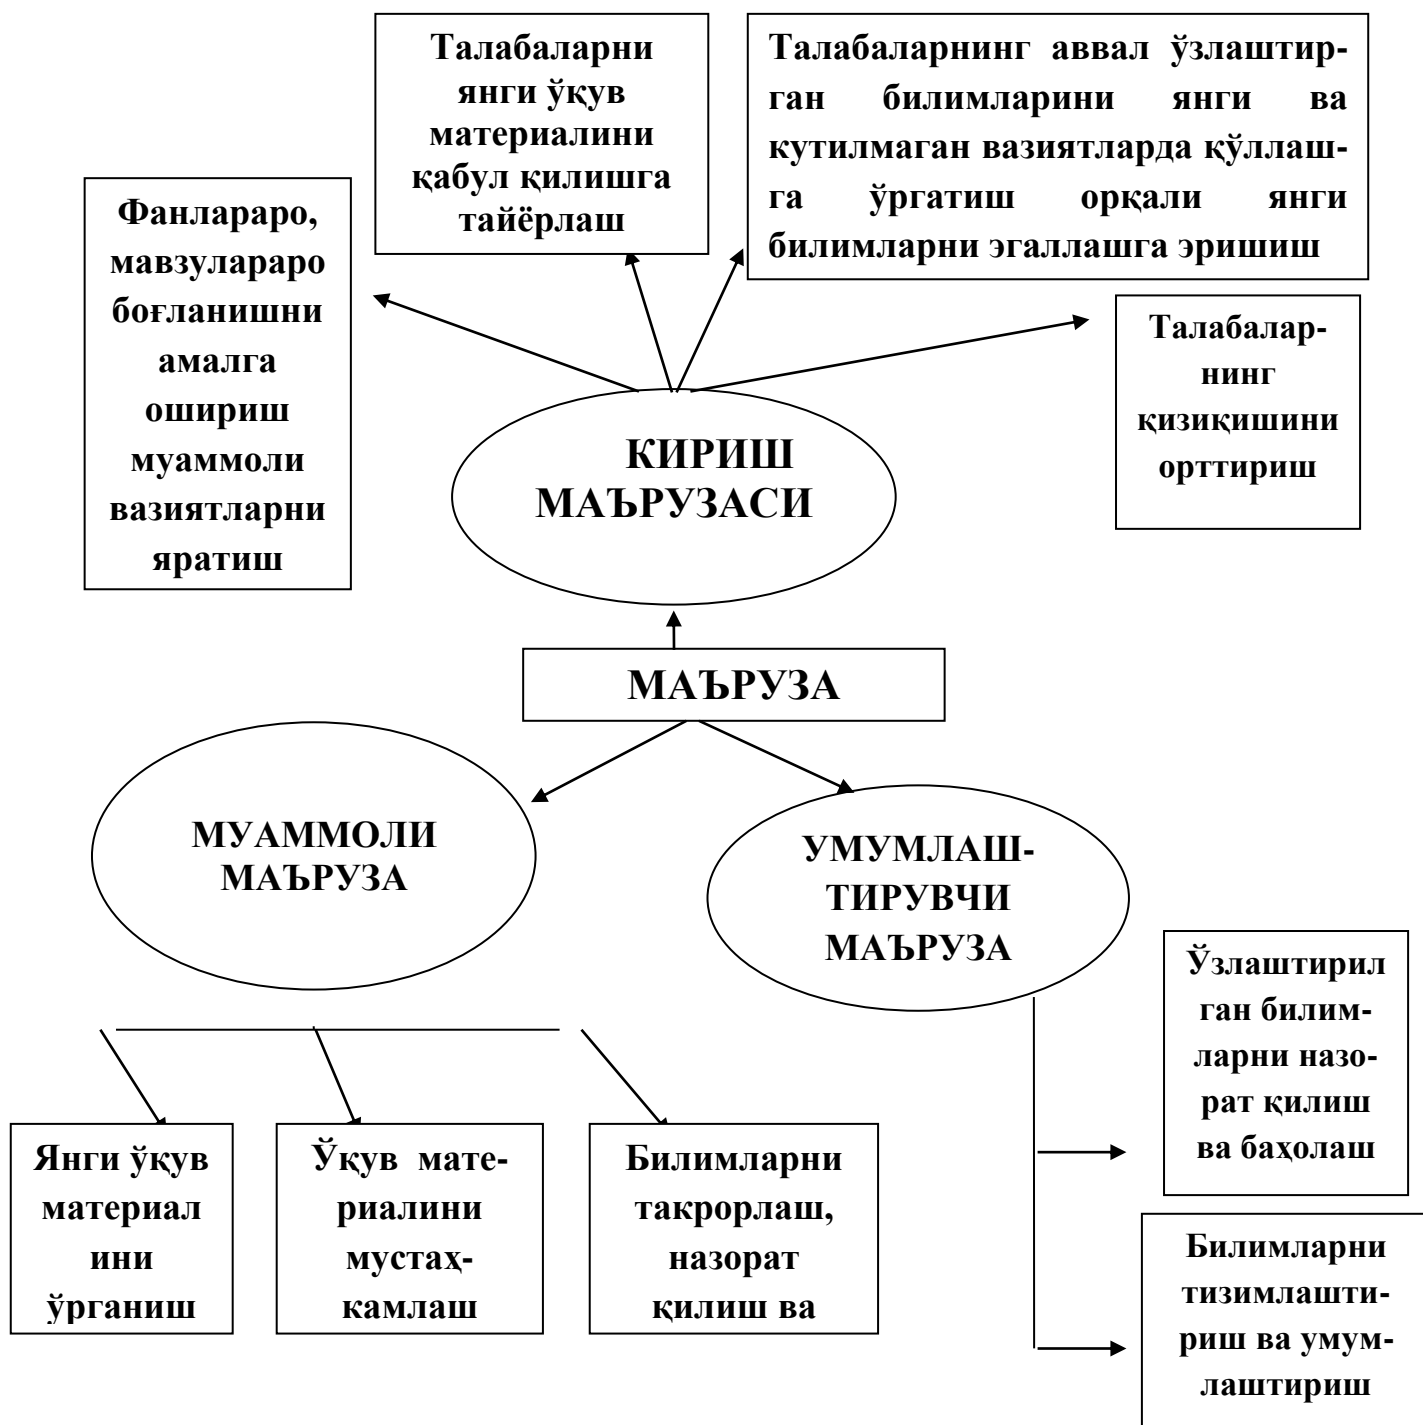 Талабаларни
янги ўқув
материалини
қабул қилишга
тайёрлаш
Талабаларнинг аввал ўзлаштир-
ган билимларини янги ва
кутилмаган вазиятларда қўллаш-
га ўргатиш орқали янги
билимларни эгаллашга эришиш
Фанлараро,
мавзулараро
боғланишни
амалга
ошириш
муаммоли
вазиятларни
яратиш
Талабалар-
нинг
қизиқишини
орттириш
КИРИШ
МАЪРУЗАСИ
МАЪРУЗА
МУАММОЛИ
МАЪРУЗА
УМУМЛАШ-
ТИРУВЧИ
МАЪРУЗА
Ўзлаштирил
ган билим-
ларни назо-
рат қилиш
ва баҳолаш
Янги ўқув
материал
ини
ўрганиш
Ўқув мате-
риалини
мустаҳ-
камлаш
Билимларни
такрорлаш,
назорат
қилиш ва
Билимларни
тизимлашти-
риш ва умум-
лаштириш